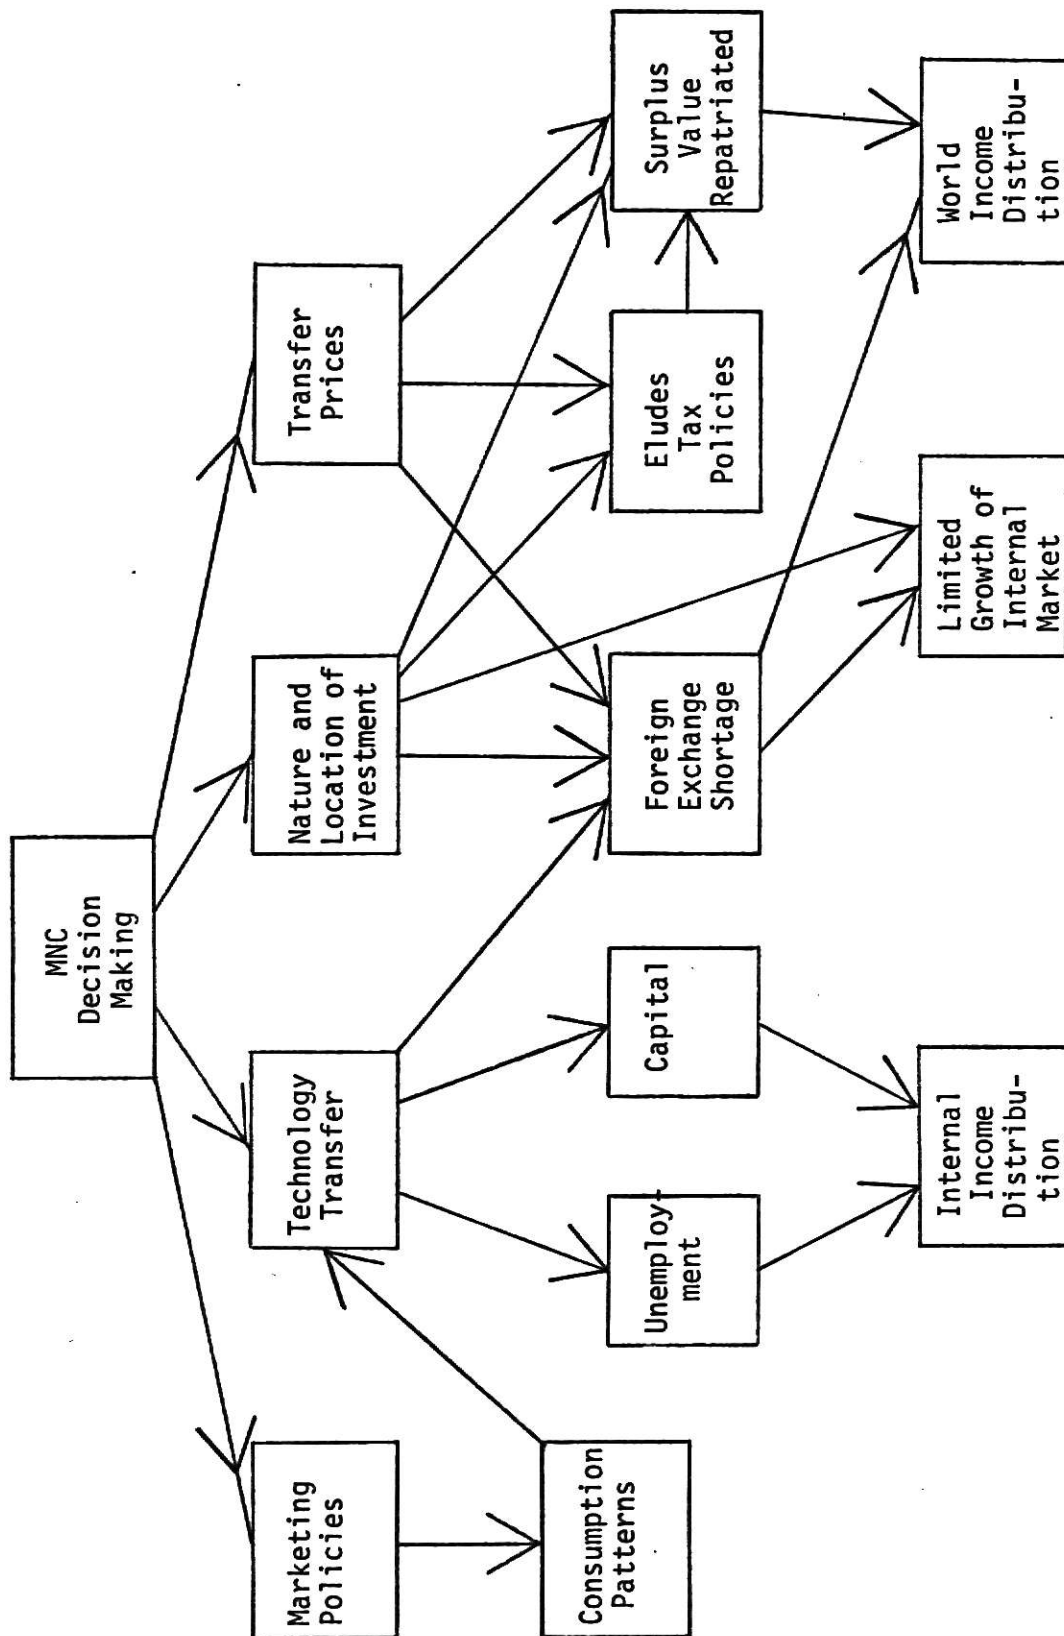 MNC
Decision
Making
Marketing
Policies
Technology
Transfer
Nature and
Location of
Investment
Transfer
Prices
Consumption
Patterns
Unemploy-
ment
Capital
Foreign
Exchange
Shortage
Eludes
Tax
Policies
Surplus
Value
Repatriated
Internal
Income
Distribu-
tion
Limited
Growth of
Internal
Market
World
Income
Distribu-
tion